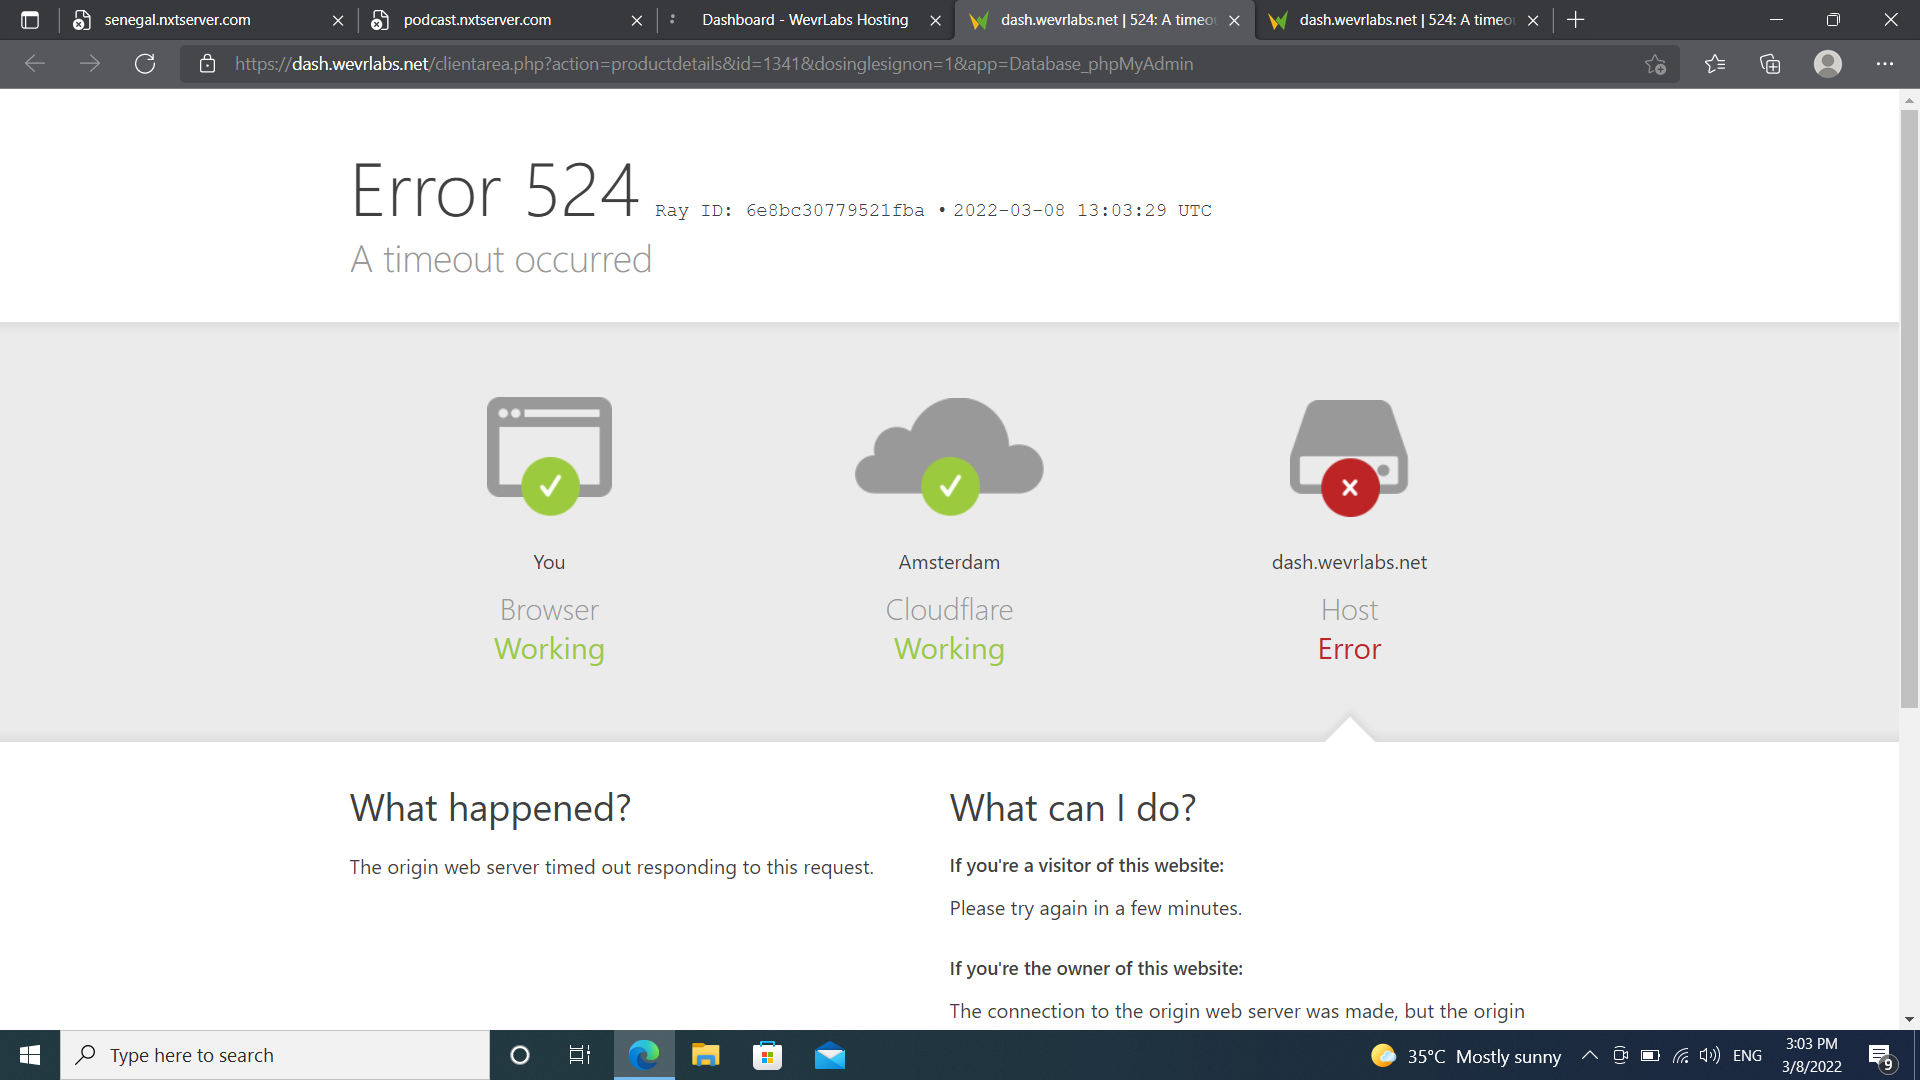 senegal.nxtserver.com
podcast.nxtserver.com
Dashboard - WevrLabs Hosting
dash.wevrlabs.net | 524: A timeou
dash.wevrlabs.net | 524: A timeou
https://dash.wevrlabs.net/clientarea.php?action=productdetails&id=1341&dosinglesignon=1&app=Database_phpMyAdmin
Error 524 Ray ID: 6e8bc30779521fba • 2022-03-08 13:03:29 UTC
A timeout occurred
You
Browser
Working
Amsterdam
Cloudflare
Working
dash.wevrlabs.net
Host
Error
What happened?
The origin web server timed out responding to this request.
What can I do?
If you're a visitor of this website:
Please try again in a few minutes.
If you're the owner of this website:
The connection to the origin web server was made, but the origin
Type here to search
35°C Mostly sunny
ENG
3:03 PM
3/8/2022
9